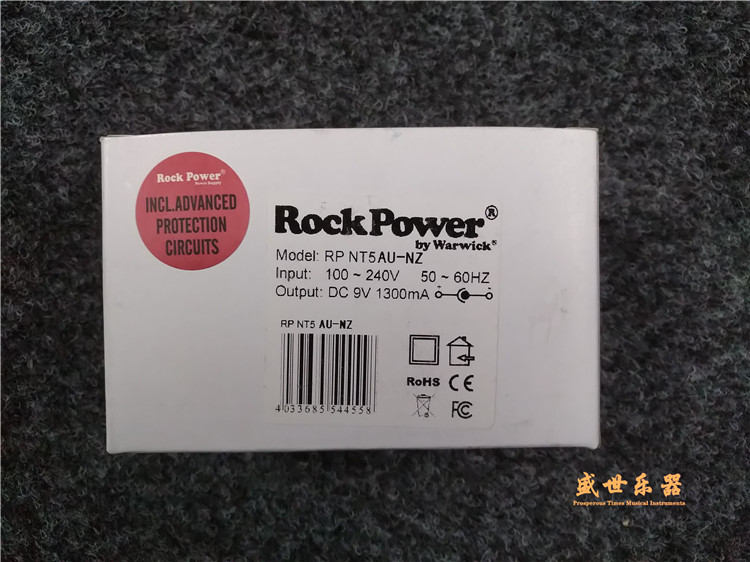 Rock Power®
Power Supply
INCL.ADVANCED
PROTECTION
CIRCUITS
RockPower®
by Warwick®
Model: RP NT5 AU-NZ
Input: 100 ~ 240V 50 ~ 60HZ
Output: DC 9V 1300mA
RP NT5 AU-NZ
4033685544558
RoHS CE
FC
盛世乐器
Prosperous Times Musical Instruments